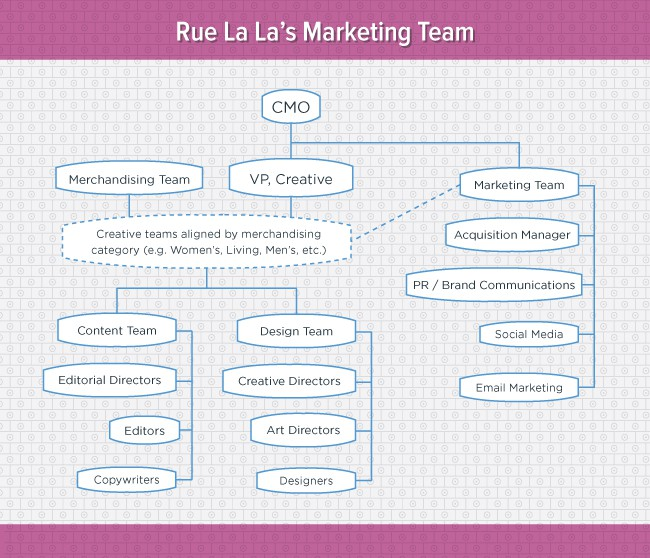 Rue La La's Marketing Team
CMO
Merchandising Team
VP, Creative
Marketing Team
Creative teams aligned by merchandising
category (e.g. Women's, Living, Men's, etc.)
Acquisition Manager
PR / Brand Communications
Social Media
Email Marketing
Content Team
Editorial Directors
Editors
Copywriters
Design Team
Creative Directors
Art Directors
Designers